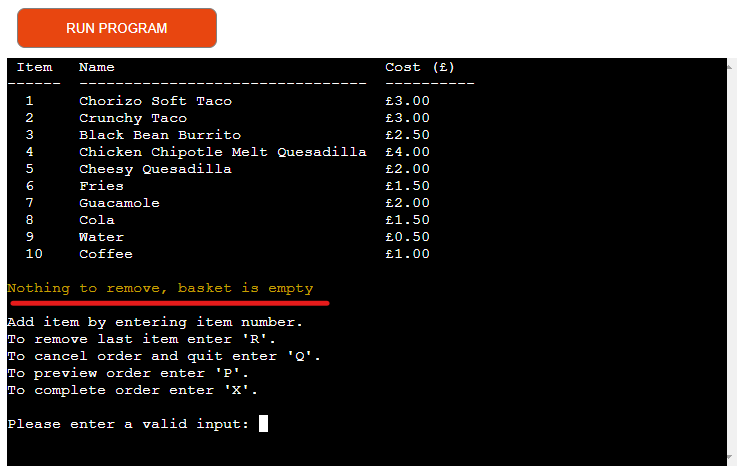 RUN PROGRAM
Item Name Cost (£)
------ -------------------------------- ----------
1 Chorizo Soft Taco £3.00
2 Crunchy Taco £3.00
3 Black Bean Burrito £2.50
4 Chicken Chipotle Melt Quesadilla £4.00
5 Cheesy Quesadilla £2.00
6 Fries £1.50
7 Guacamole £2.00
8 Cola £1.50
9 Water £0.50
10 Coffee £1.00
Nothing to remove, basket is empty
Add item by entering item number.
To remove last item enter 'R'.
To cancel order and quit enter 'Q'.
To preview order enter 'P'.
To complete order enter 'X'.
Please enter a valid input: